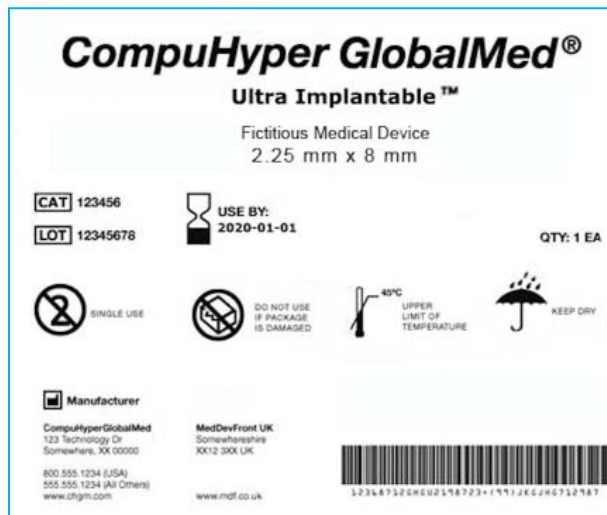 CompuHyper GlobalMed®
Ultra Implantable™
Fictitious Medical Device
2.25 mm x 8 mm
CAT 123456
LOT 12345678
USE BY:
2020-01-01
QTY: 1 EA
2 SINGLE USE
DO NOT USE
IF PACKAGE
IS DAMAGED
45°C
UPPER
LIMIT OF
TEMPERATURE
KEEP DRY
Manufacturer
CompuHyperGlobalMed
123 Technology Dr
Somewhere, XX 00000
800.555.1234 (USA)
555.555.1234 (All Others)
www.chgm.com
MedDevFront UK
Somewhereshire
XX12 3XX UK
www.mdf.co.uk